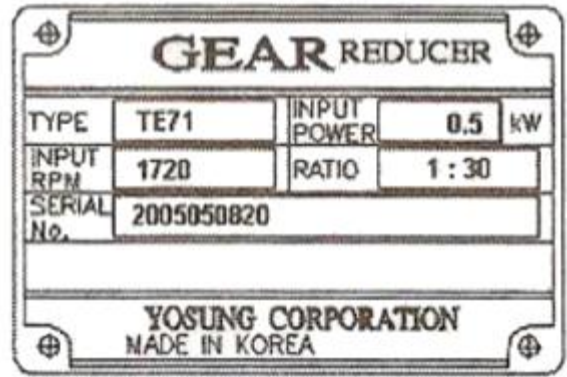 GEAR REDUCER
TYPE TE71 INPUT POWER 0.5 kW
INPUT RPM 1720 RATIO 1 : 30
SERIAL No. 2005050820
YOSUNG CORPORATION
MADE IN KOREA